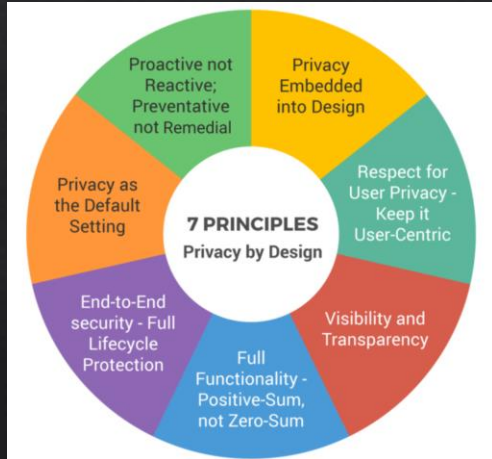 Proactive not
Reactive;
Preventative
not Remedial
Privacy
Embedded
into Design
Respect for
User Privacy -
Keep it
User-Centric
Visibility and
Transparency
Full
Functionality -
Positive-Sum,
not Zero-Sum
End-to-End
security - Full
Lifecycle
Protection
Privacy as
the Default
Setting
7 PRINCIPLES
Privacy by Design